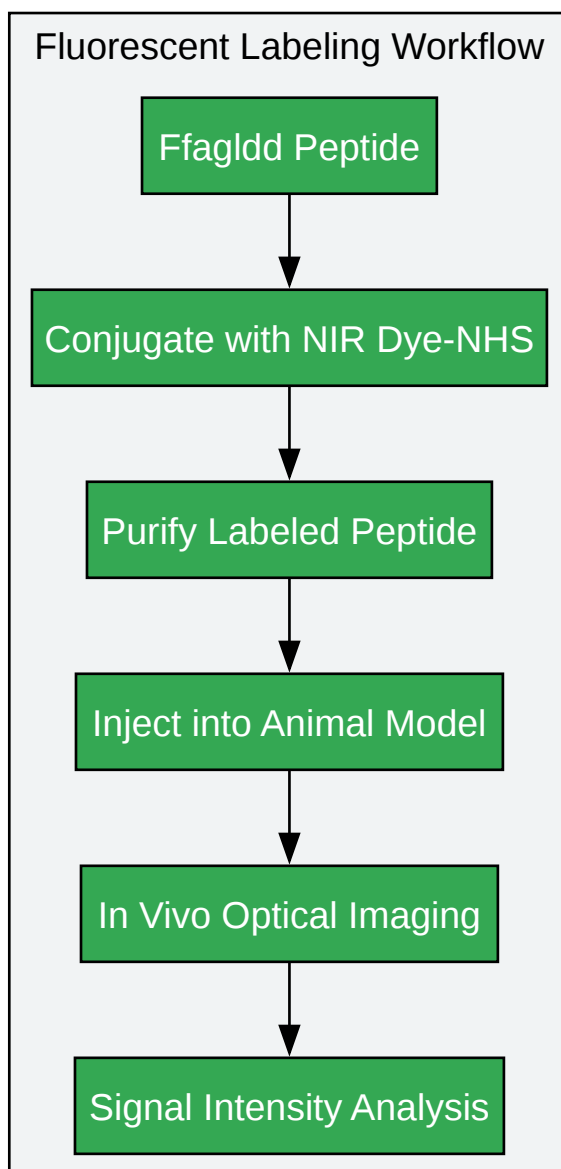 Fluorescent Labeling Workflow
Ffagldd Peptide
Conjugate with NIR Dye-NHS
Purify Labeled Peptide
Inject into Animal Model
In Vivo Optical Imaging
Signal Intensity Analysis